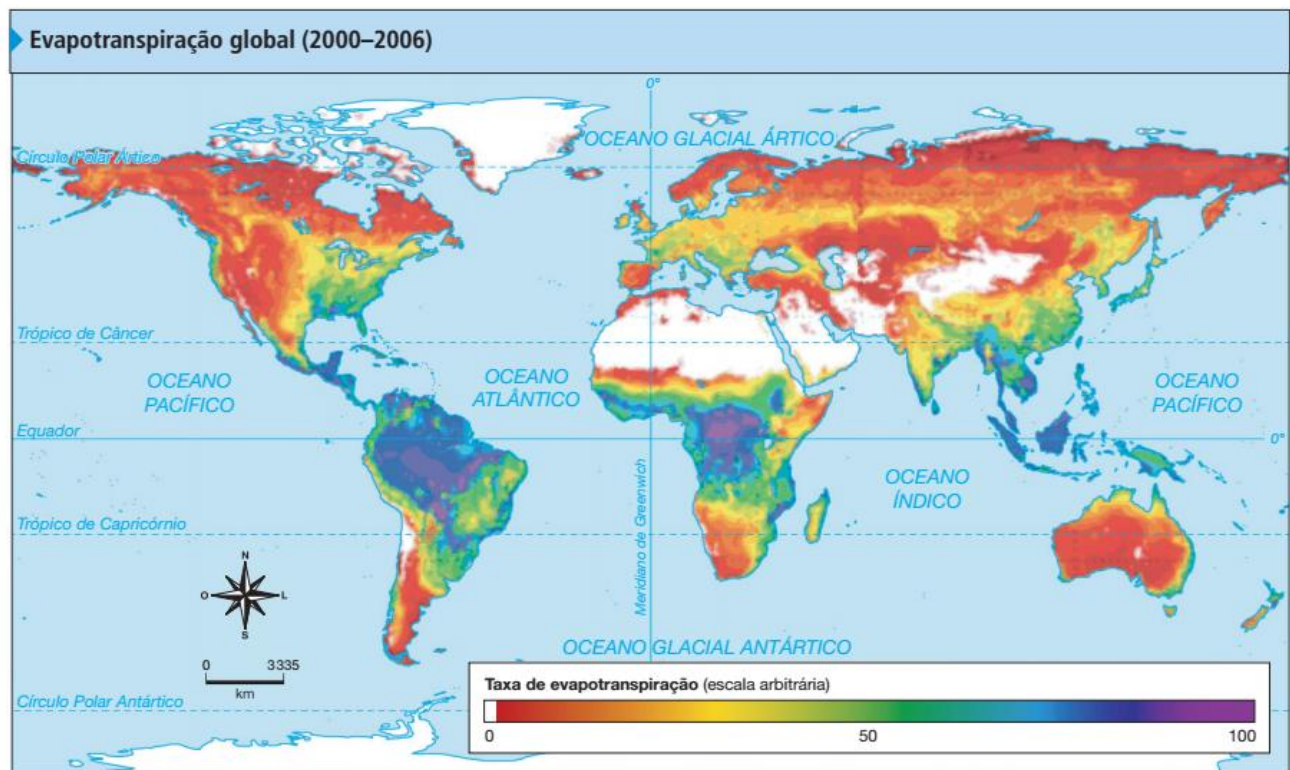 Evapotranspiração global (2000–2006)
0°
OCEANO GLACIAL ÁRTICO
Círculo Polar Ártico
Trópico de Câncer
OCEANO
PACÍFICO
OCEANO
ATLÂNTICO
OCEANO
PACÍFICO
Equador
0°
OCEANO
ÍNDICO
Meridiano de Greenwich
Trópico de Capricórnio
N
O
L
S
OCEANO GLACIAL ANTÁRTICO
0
3335
km
Círculo Polar Antártico
Taxa de evapotranspiração (escala arbitrária)
0
50
100